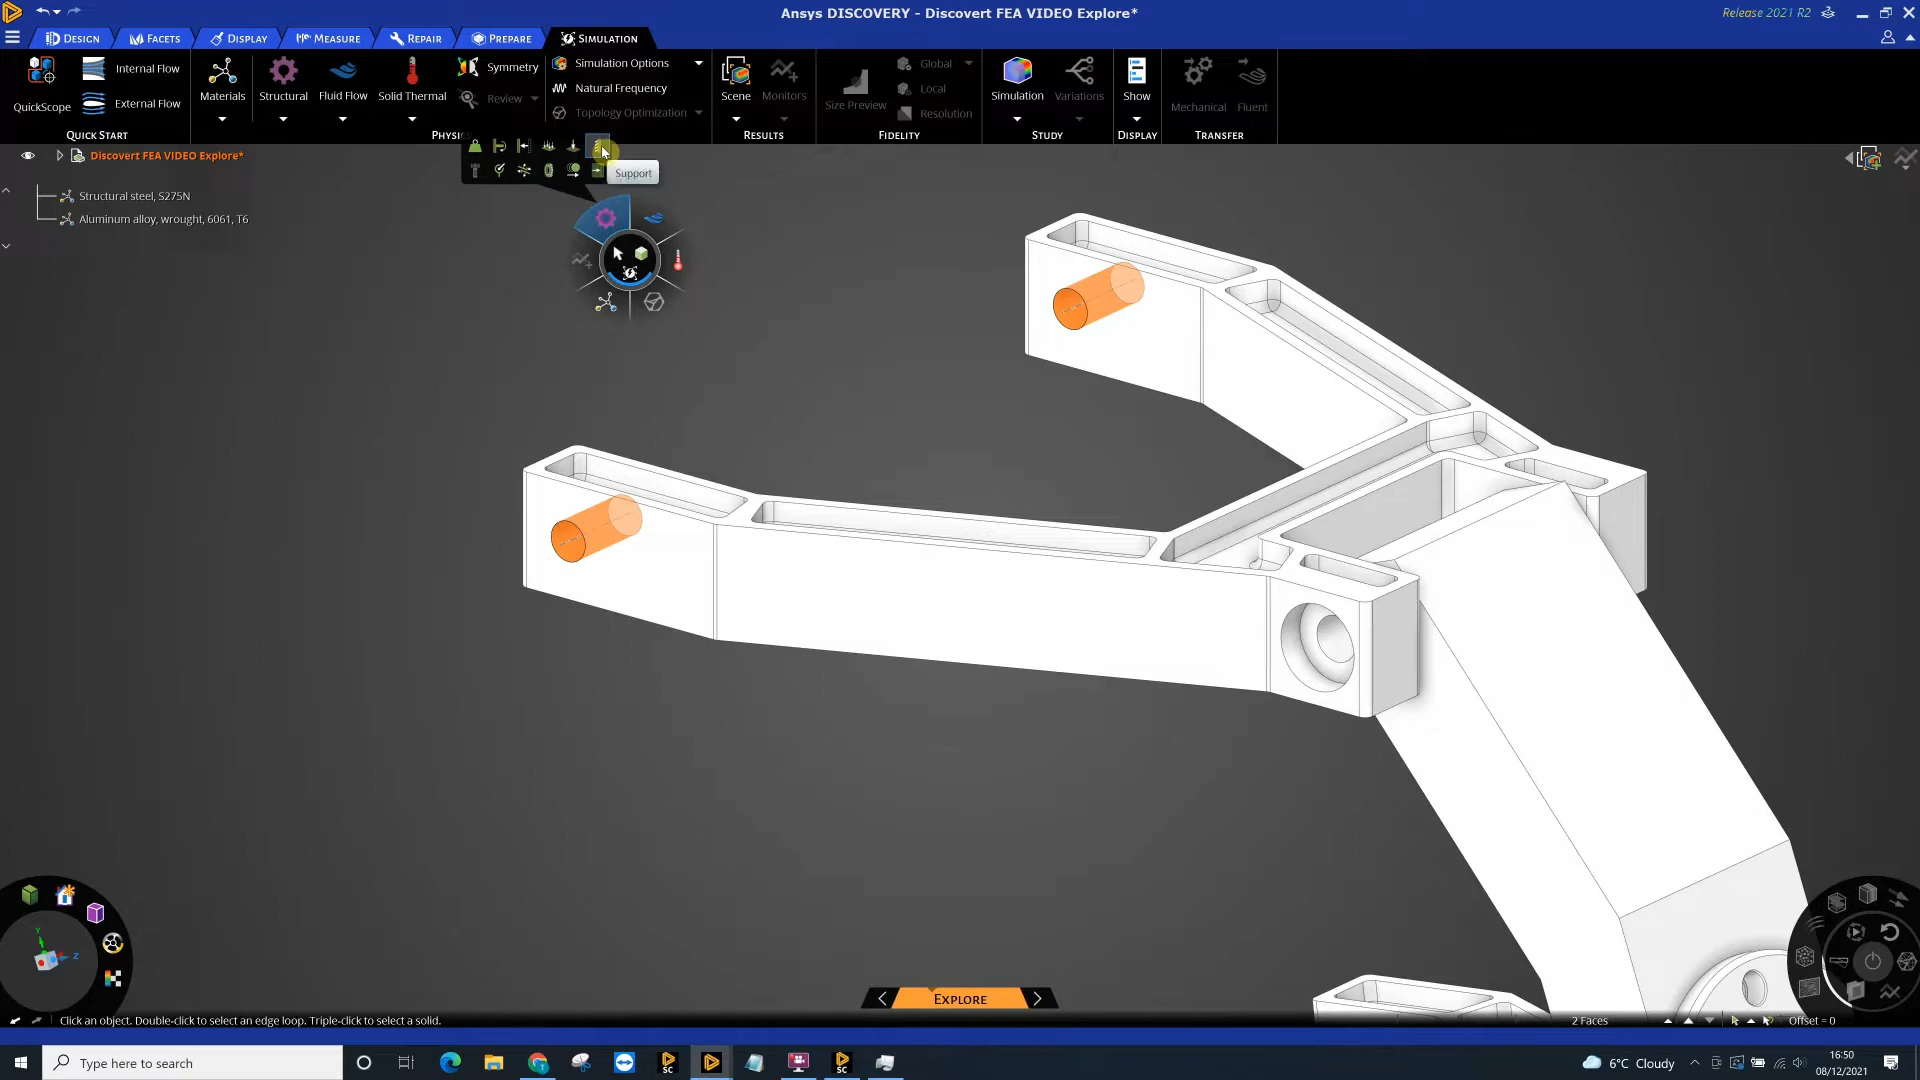 Ansys DISCOVERY - Discovert FEA VIDEO Explore*
Release 2021 R2
DESIGN
FACETS
DISPLAY
MEASURE
REPAIR
PREPARE
SIMULATION
QuickScope
Internal Flow
External Flow
QUICK START
Materials
Structural
Fluid Flow
Solid Thermal
Symmetry
Review
Simulation Options
Natural Frequency
Topology Optimization
Scene
Monitors
RESULTS
Size Preview
Global
Local
Resolution
FIDELITY
Simulation
Variations
STUDY
Show
DISPLAY
Mechanical
Fluent
TRANSFER
Support
Discovert FEA VIDEO Explore*
Structural steel, S275N
Aluminum alloy, wrought, 6061, T6
Y
Z
EXPLORE
Click an object. Double-click to select an edge loop. Triple-click to select a solid.
2 Faces
Offset = 0
Type here to search
SC
SC
6°C Cloudy
16:50
08/12/2021